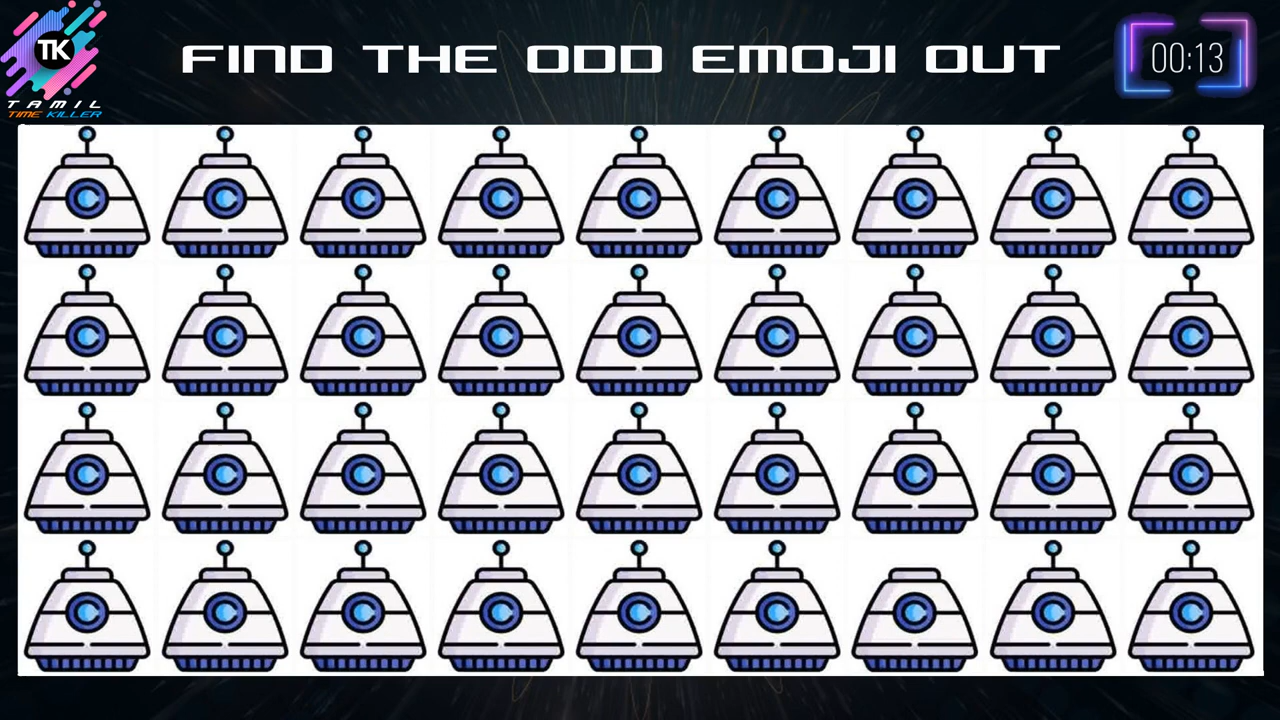 TK
TAMIL
TIME KILLER
FIND THE ODD EMOJI OUT
00:13